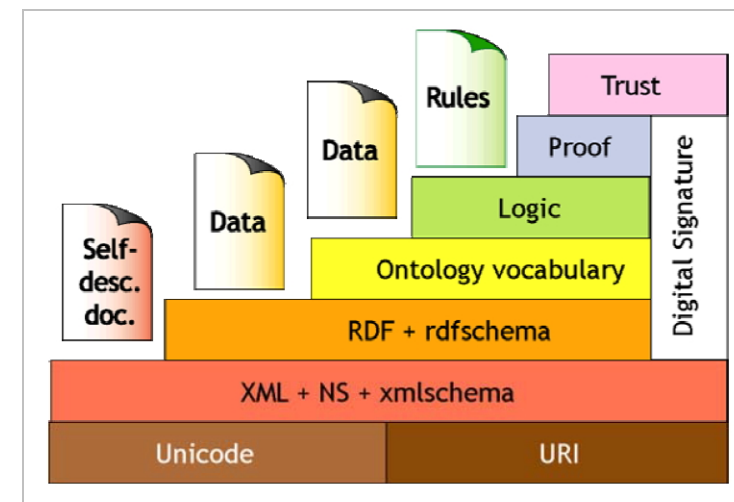 Trust
Rules
Proof
Digital Signature
Data
Logic
Data
Ontology vocabulary
Self-
desc.
doc.
RDF + rdfschema
XML + NS + xmlschema
Unicode
URI